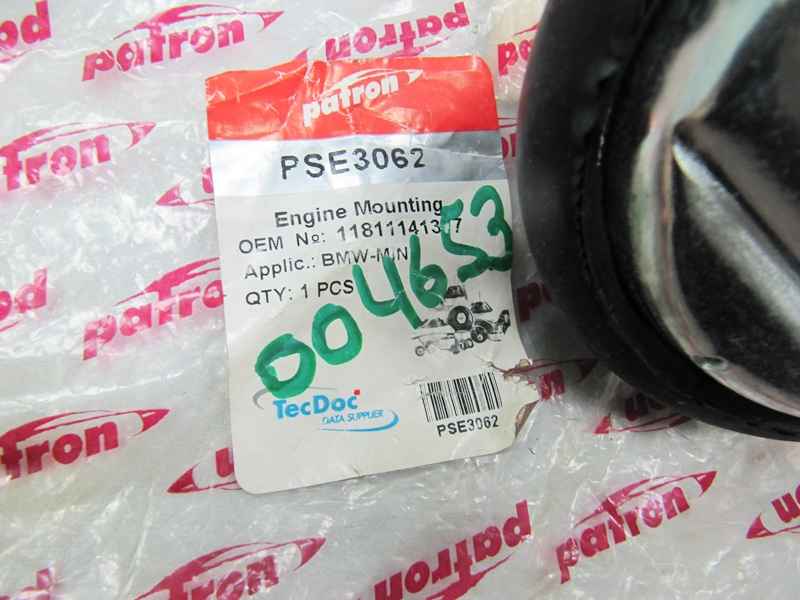 patron
PSE3062
Engine Mounting
OEM No:
Applic.: BMW-MIN
QTY: 1 PCS
004653
TecDoc
DATA SUPPLIER
PSE3062
patron
patron
patron
patron
patron
patron